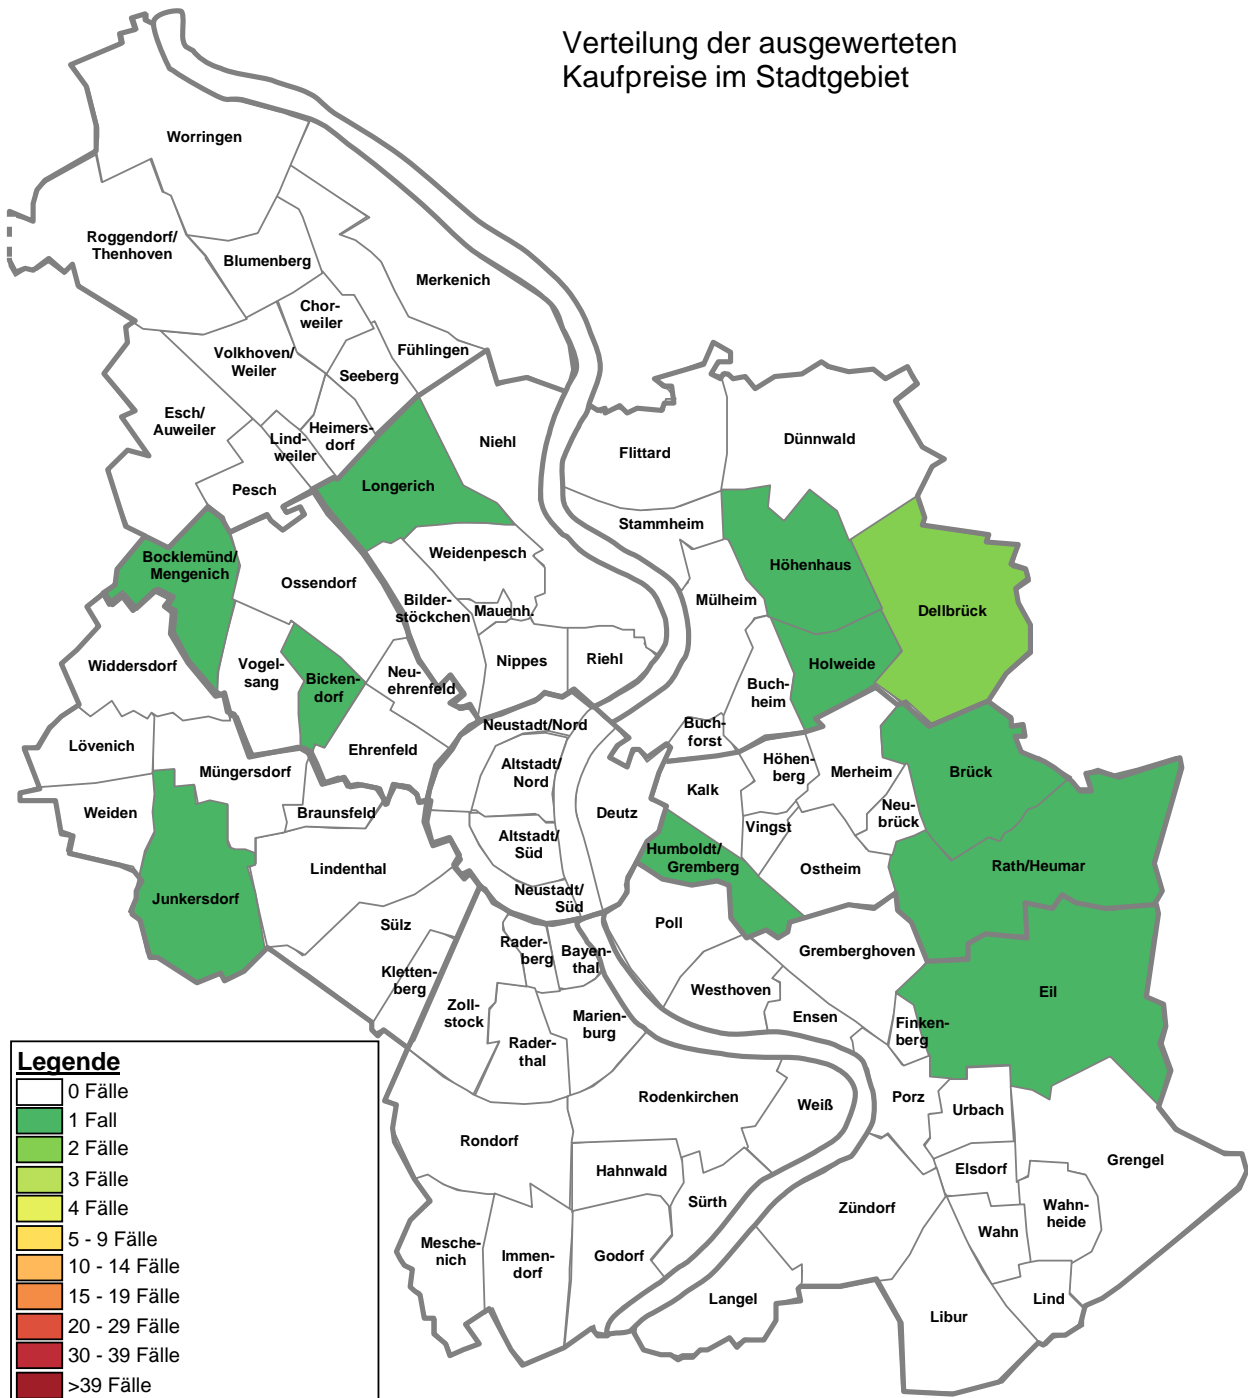 Verteilung der ausgewerteten
Kaufpreise im Stadtgebiet
Worringen
Roggendorf/
Thenhoven
Blumenberg
Merkenich
Chor-
weiler
Volkhoven/
Weiler
Fühlingen
Seeberg
Esch/
Auweiler
Lind-
weiler
Heimers-
dorf
Pesch
Niehl
Longerich
Flittard
Dünnwald
Stammheim
Bocklemünd/
Mengenich
Ossendorf
Weidenpesch
Bilder-
stöckchen
Mauenh.
Mülheim
Höhenhaus
Dellbrück
Widdersdorf
Vogel-
sang
Bicken-
dorf
Neu-
ehrenfeld
Nippes
Riehl
Buch-
heim
Holweide
Neustadt/Nord
Buch-
forst
Lövenich
Müngersdorf
Ehrenfeld
Altstadt/
Nord
Höhen-
berg
Merheim
Brück
Weiden
Braunsfeld
Deutz
Kalk
Neu-
brück
Vingst
Altstadt/
Süd
Humboldt/
Gremberg
Ostheim
Rath/Heumar
Lindenthal
Junkersdorf
Neustadt/
Süd
Sülz
Poll
Rader-
berg
Bayen-
thal
Gremberghoven
Kletten-
berg
Westhoven
Eil
Zoll-
stock
Marien-
burg
Ensen
Finken-
berg
Rader-
thal
Rodenkirchen
Weiß
Porz
Urbach
Rondorf
Hahnwald
Elsdorf
Grengel
Sürth
Zündorf
Wahn-
heide
Wahn
Mesche-
nich
Immen-
dorf
Godorf
Langel
Lind
Libur
Legende
0 Fälle
1 Fall
2 Fälle
3 Fälle
4 Fälle
5 - 9 Fälle
10 - 14 Fälle
15 - 19 Fälle
20 - 29 Fälle
30 - 39 Fälle
>39 Fälle